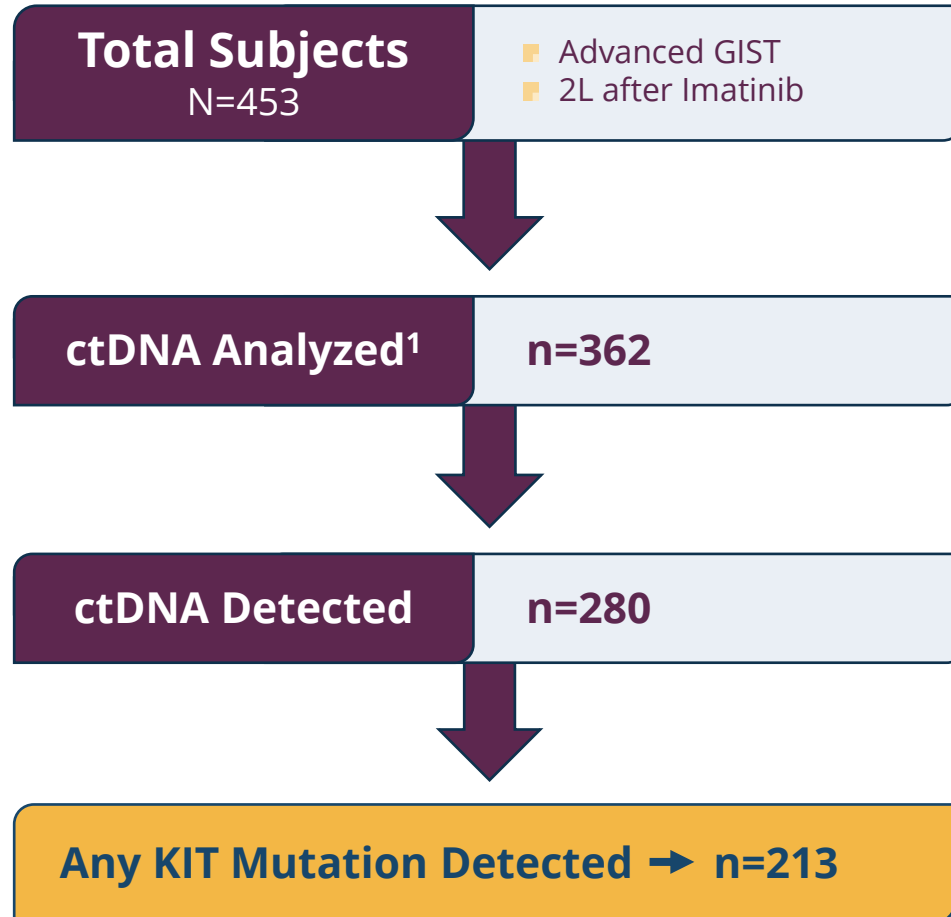 Total Subjects
N=453
Advanced GIST
2L after Imatinib
ctDNA Analyzed¹
n=362
ctDNA Detected
n=280
Any KIT Mutation Detected → n=213